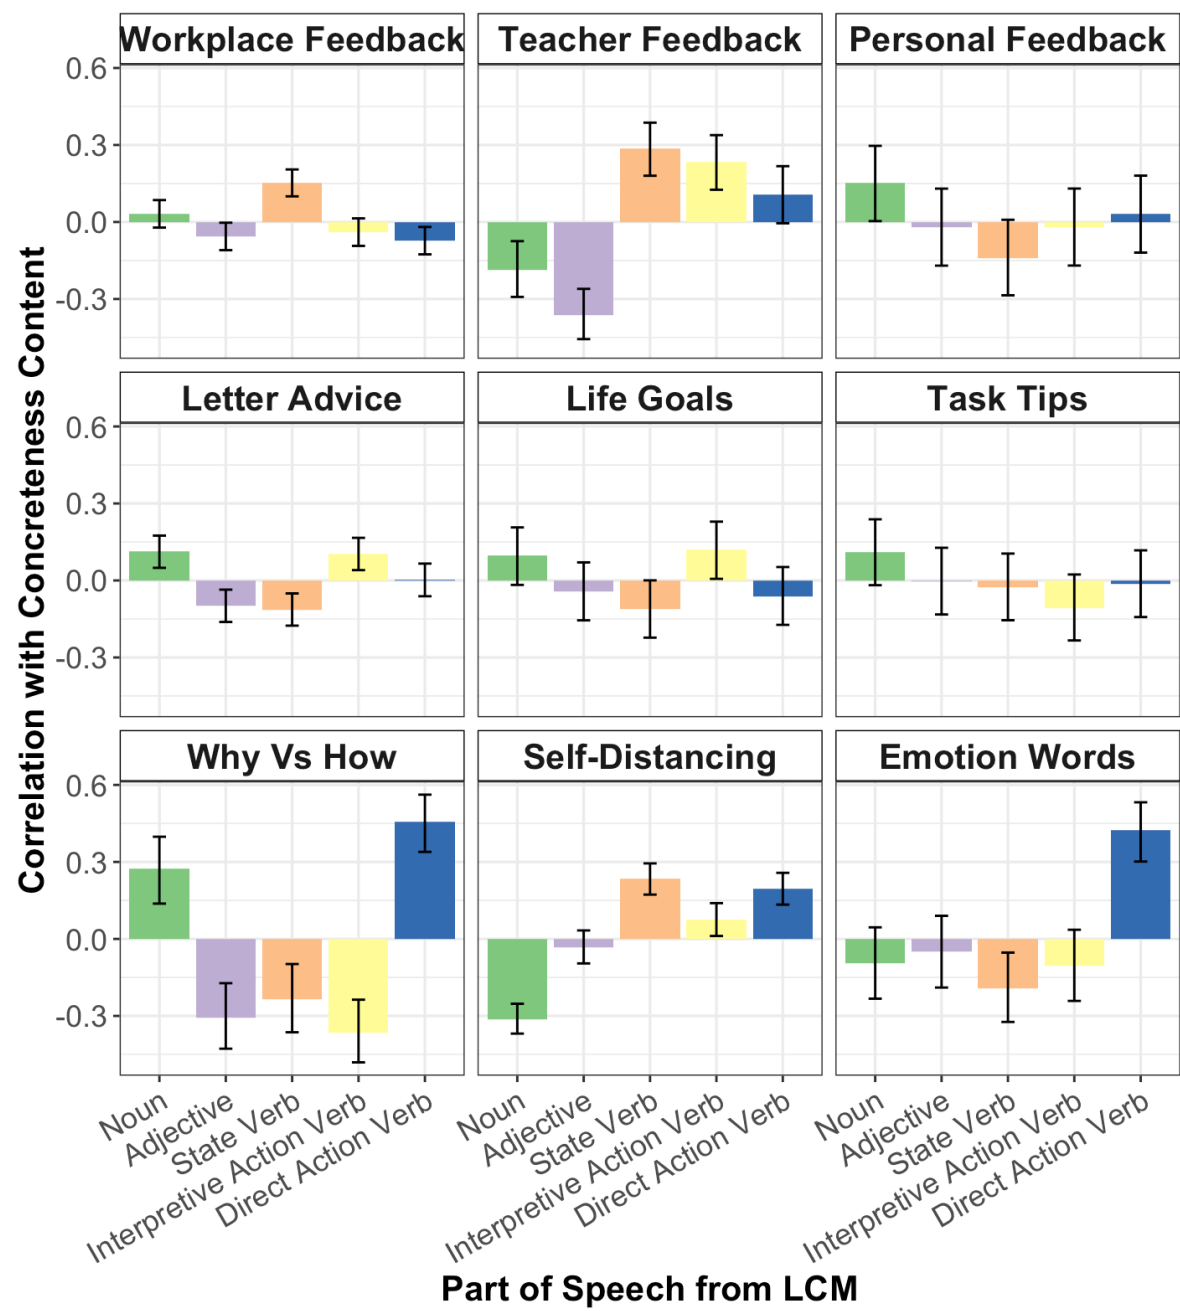 Workplace Feedback
Teacher Feedback
Personal Feedback
0.6
0.3
0.0
-0.3
Letter Advice
Life Goals
Task Tips
0.6
0.3
0.0
-0.3
Why Vs How
Self-Distancing
Emotion Words
0.6
0.3
0.0
-0.3
Correlation with Concreteness Content
Noun
Adjective
State Verb
Interpretive Action Verb
Direct Action Verb
Noun
Adjective
State Verb
Interpretive Action Verb
Direct Action Verb
Noun
Adjective
State Verb
Interpretive Action Verb
Direct Action Verb
Part of Speech from LCM